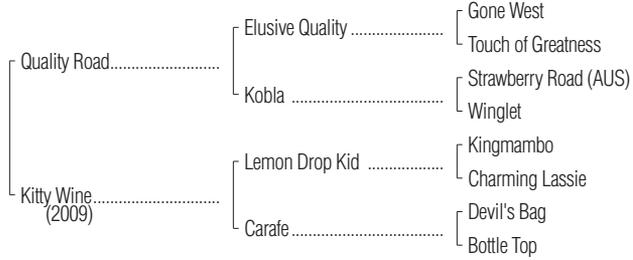 Gone West
Elusive Quality ........................
Touch of Greatness
Quality Road............................
Strawberry Road (AUS)
Kobla .......................................
Winglet
Kingmambo
Lemon Drop Kid ...................
Charming Lassie
Kitty Wine................................
(2009)
Devil's Bag
Carafe.......................................
Bottle Top